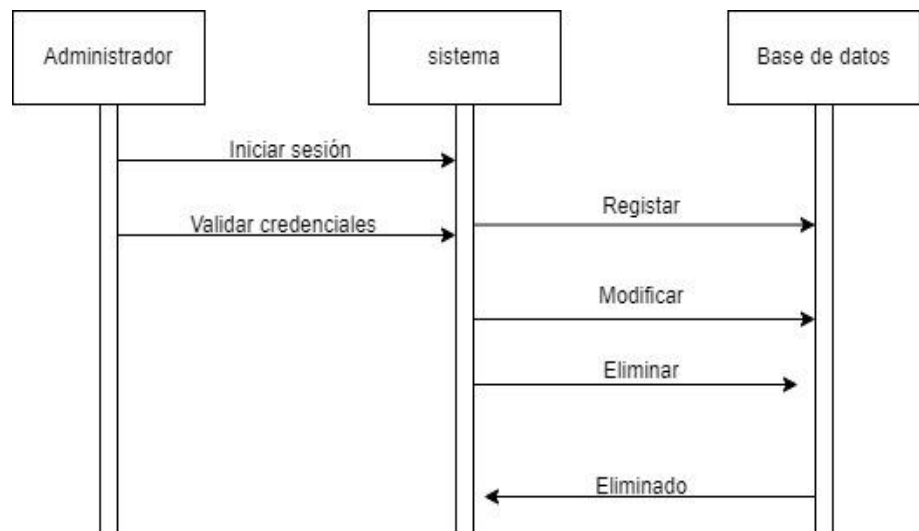 Administrador
sistema
Base de datos
Iniciar sesión
Registar
Validar credenciales
Modificar
Eliminar
Eliminado